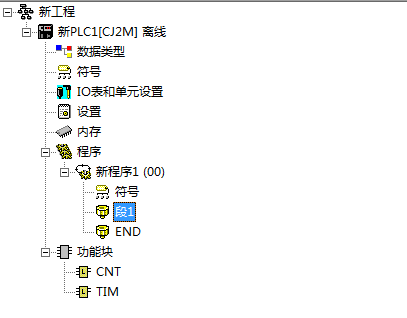 新工程
新PLC1[CJ2M] 离线
数据类型
符号
IO表和单元设置
设置
内存
程序
新程序1 (00)
符号
段1
END
功能块
CNT
TIM